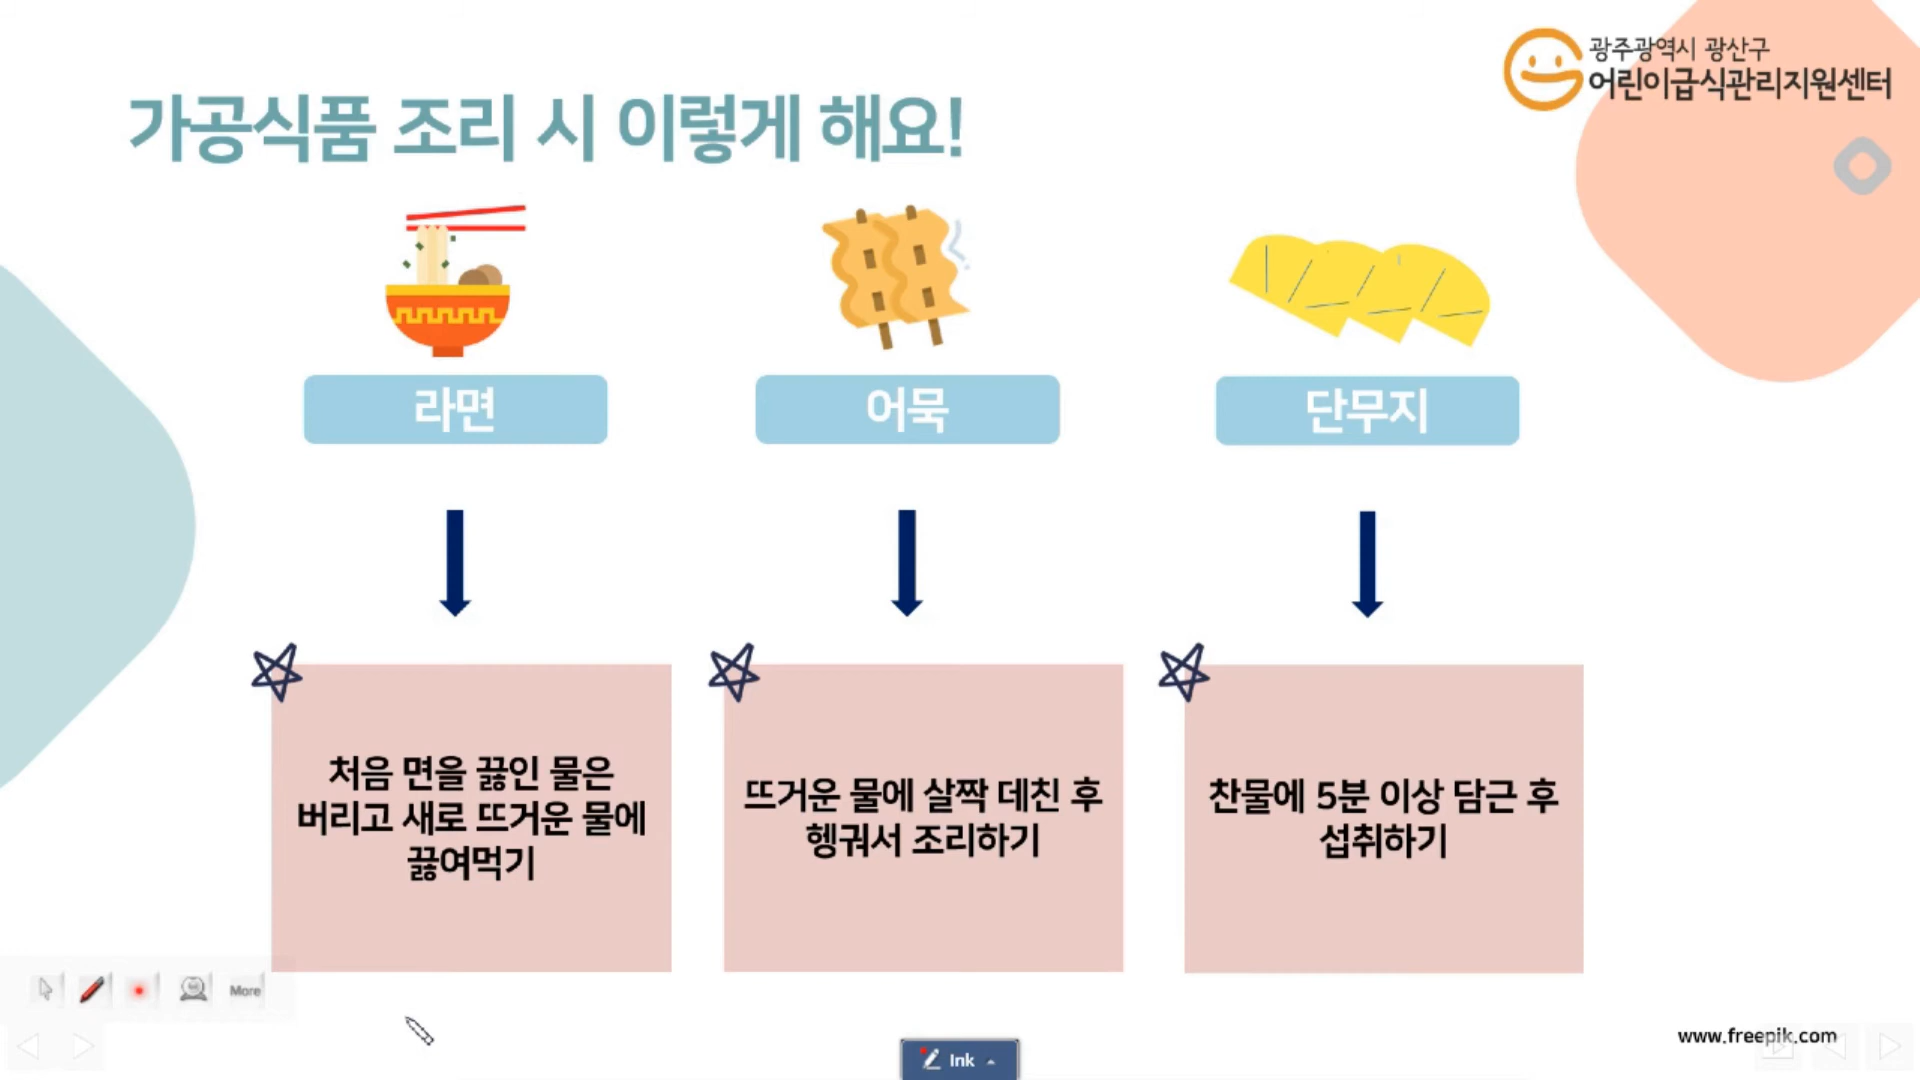 광주광역시 광산구
어린이급식관리지원센터
가공식품 조리 시 이렇게 해요!
라면
어묵
단무지
처음 면을 끓인 물은
버리고 새로 뜨거운 물에
끓여먹기
뜨거운 물에 살짝 데친 후
헹궈서 조리하기
찬물에 5분 이상 담근 후
섭취하기
More
Ink
www.freepik.com